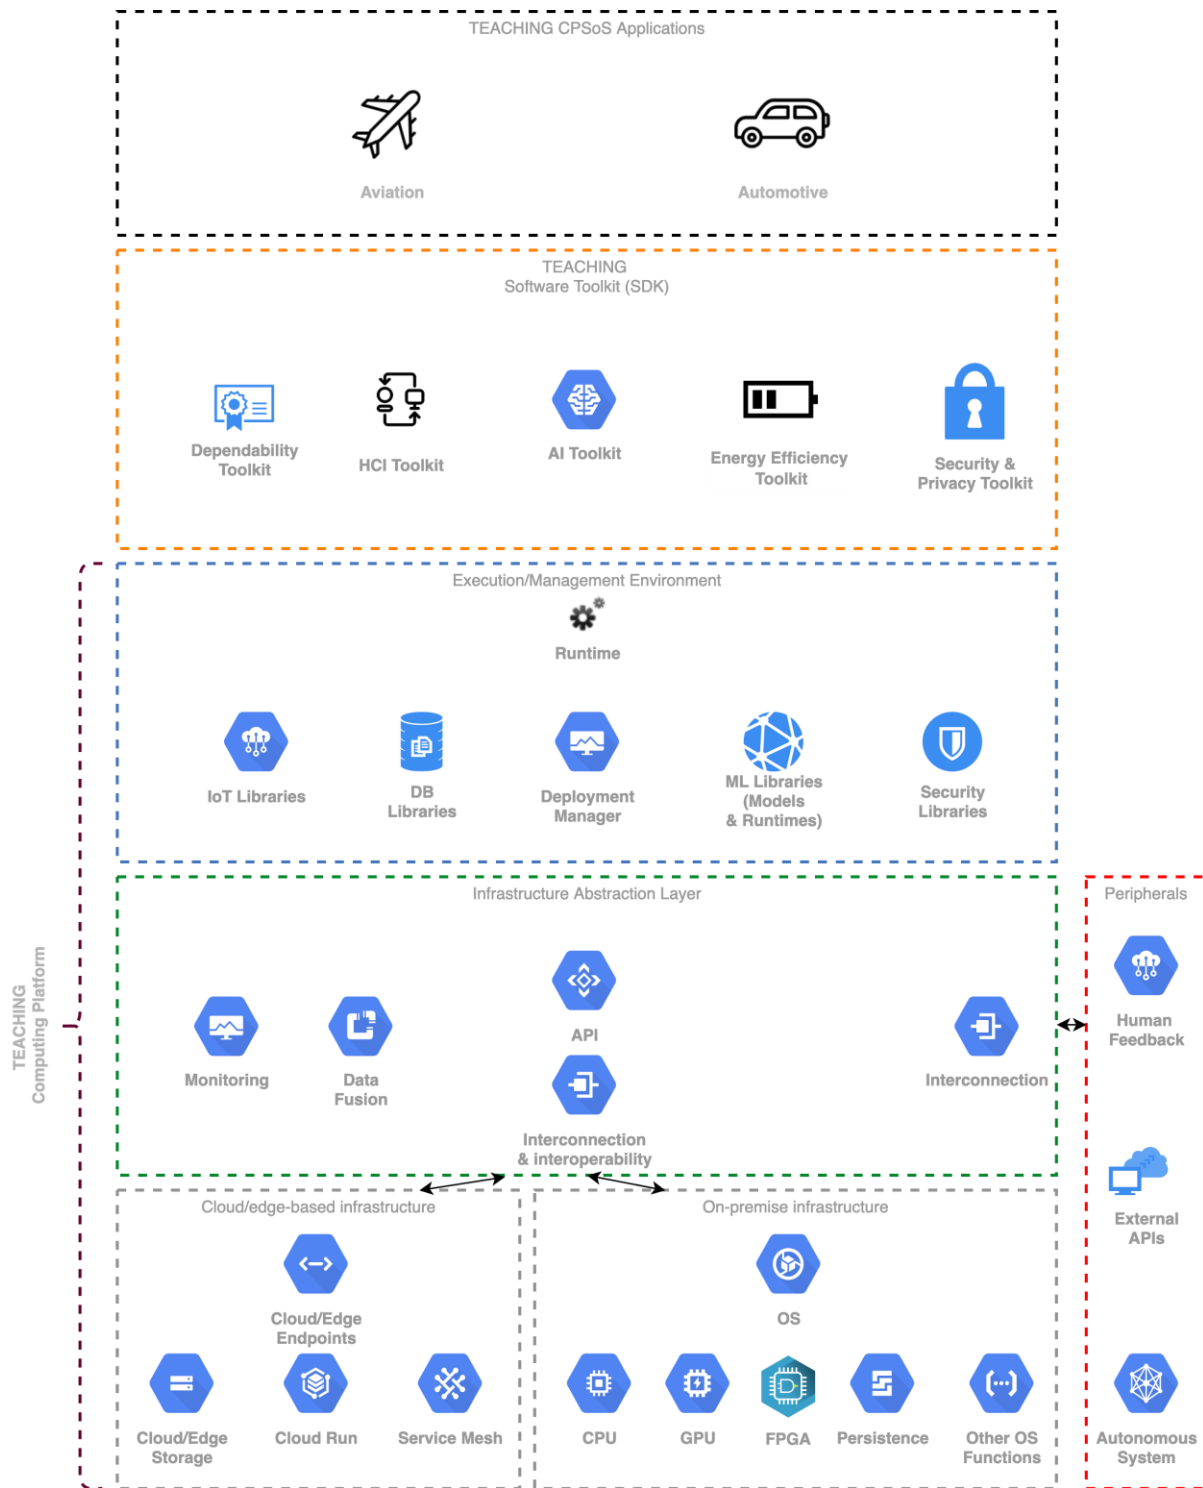 TEACHING CPSoS Applications
Aviation
Automotive
TEACHING
Software Toolkit (SDK)
Dependability
Toolkit
HCI Toolkit
AI Toolkit
Energy Efficiency
Toolkit
Security &
Privacy Toolkit
Execution/Management Environment
Runtime
IoT Libraries
DB
Libraries
Deployment
Manager
ML Libraries
(Models
& Runtimes)
Security
Libraries
TEACHING
Computing Platform
Infrastructure Abstraction Layer
Monitoring
Data
Fusion
API
Interconnection
& interoperability
Interconnection
Peripherals
Human
Feedback
External
APIs
Autonomous
System
Cloud/edge-based infrastructure
Cloud/Edge
Endpoints
Cloud/Edge
Storage
Cloud Run
Service Mesh
On-premise infrastructure
OS
CPU
GPU
FPGA
Persistence
Other OS
Functions